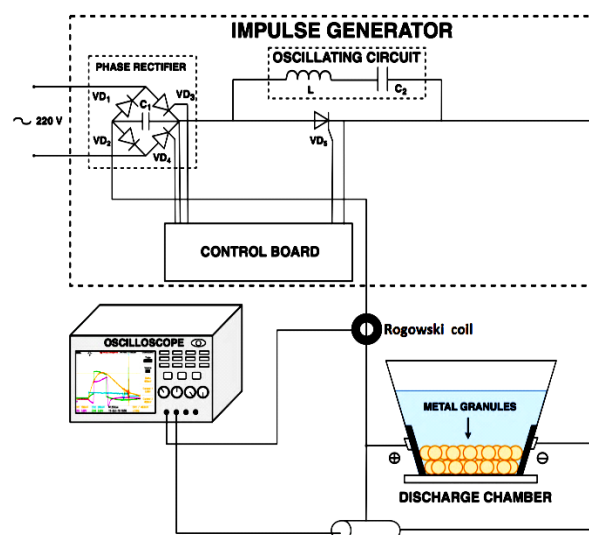 IMPULSE GENERATOR
OSCILLATING CIRCUIT
PHASE RECTIFIER
L
C2
VD1
VD3
C1
~ 220 V
VD2
VD4
VD5
CONTROL BOARD
OSCILLOSCOPE
Rogowski coil
METAL GRANULES
+
−
DISCHARGE CHAMBER